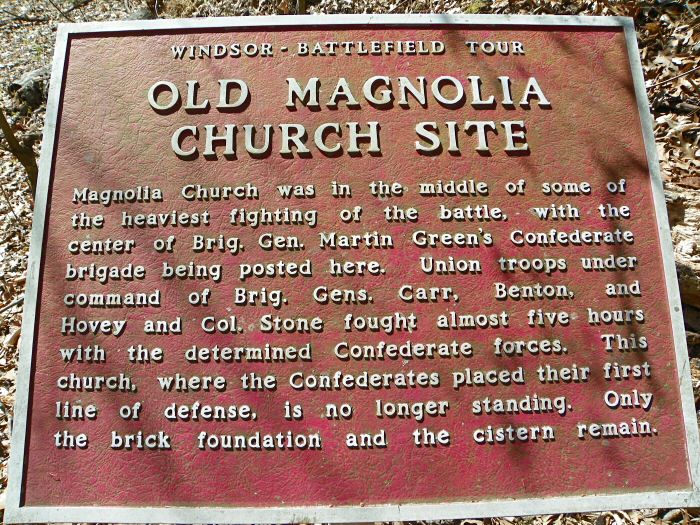 WINDSOR - BATTLEFIELD TOUR
OLD MAGNOLIA
CHURCH SITE
Magnolia Church was in the middle of some of
the heaviest fighting of the battle, with the
center of Brig. Gen. Martin Green's Confederate
brigade being posted here. Union troops under
command of Brig. Gens. Carr, Benton, and
Hovey and Col. Stone fought almost five hours
with the determined Confederate forces. This
church, where the Confederates placed their first
line of defense, is no longer standing. Only
the brick foundation and the cistern remain.